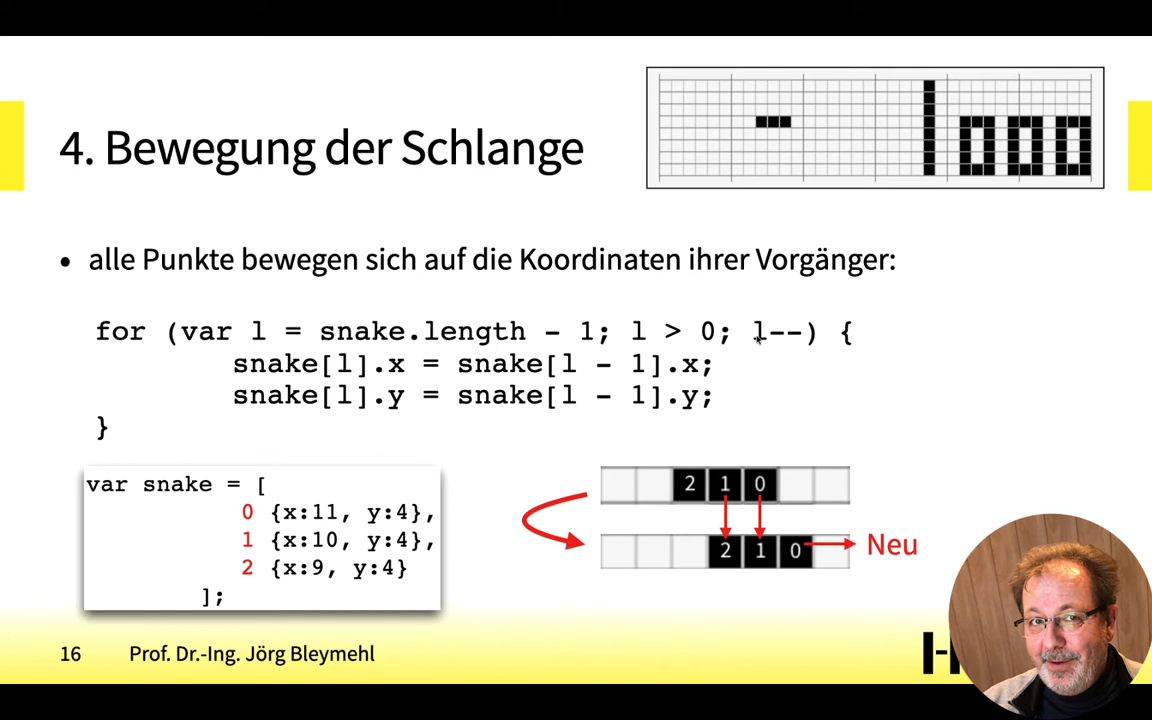 4. Bewegung der Schlange
• alle Punkte bewegen sich auf die Koordinaten ihrer Vorgänger:
for (var l = snake.length - 1; l > 0; l--) {
snake[l].x = snake[l - 1].x;
snake[l].y = snake[l - 1].y;
}
var snake = [
0 {x:11, y:4},
1 {x:10, y:4},
2 {x:9, y:4}
];
2 1 0
2 1 0 Neu
16 Prof. Dr.-Ing. Jörg Bleymehl